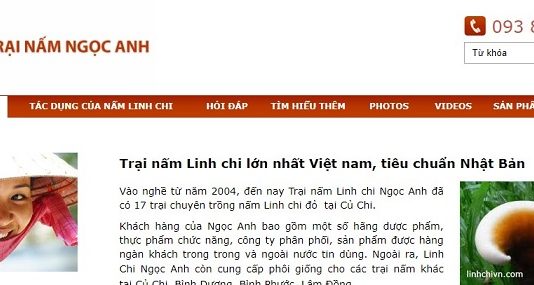 TRẠI NẤM NGỌC ANH
093 8
Từ khóa
TÁC DỤNG CỦA NẤM LINH CHI HỎI ĐÁP TÌM HIỂU THÊM PHOTOS VIDEOS SẢN PHẨ
Trại nấm Linh chi lớn nhất Việt nam, tiêu chuẩn Nhật Bản
Vào nghề từ năm 2004, đến nay Trại nấm Linh chi Ngọc Anh đã
có 17 trại chuyên trồng nấm Linh chi đỏ tại Củ Chi.
Khách hàng của Ngọc Anh bao gồm một số hãng dược phẩm,
thực phẩm chức năng, công ty phân phối, sản phẩm được hàng
ngàn khách trong trong và ngoài nước tin dùng. Ngoài ra, Linh
Chi Ngọc Anh còn cung cấp phôi giống cho các trại nấm khác
tại Củ Chi, Bình Dương, Bình Phước, Lâm Đồng
linhchivn.com